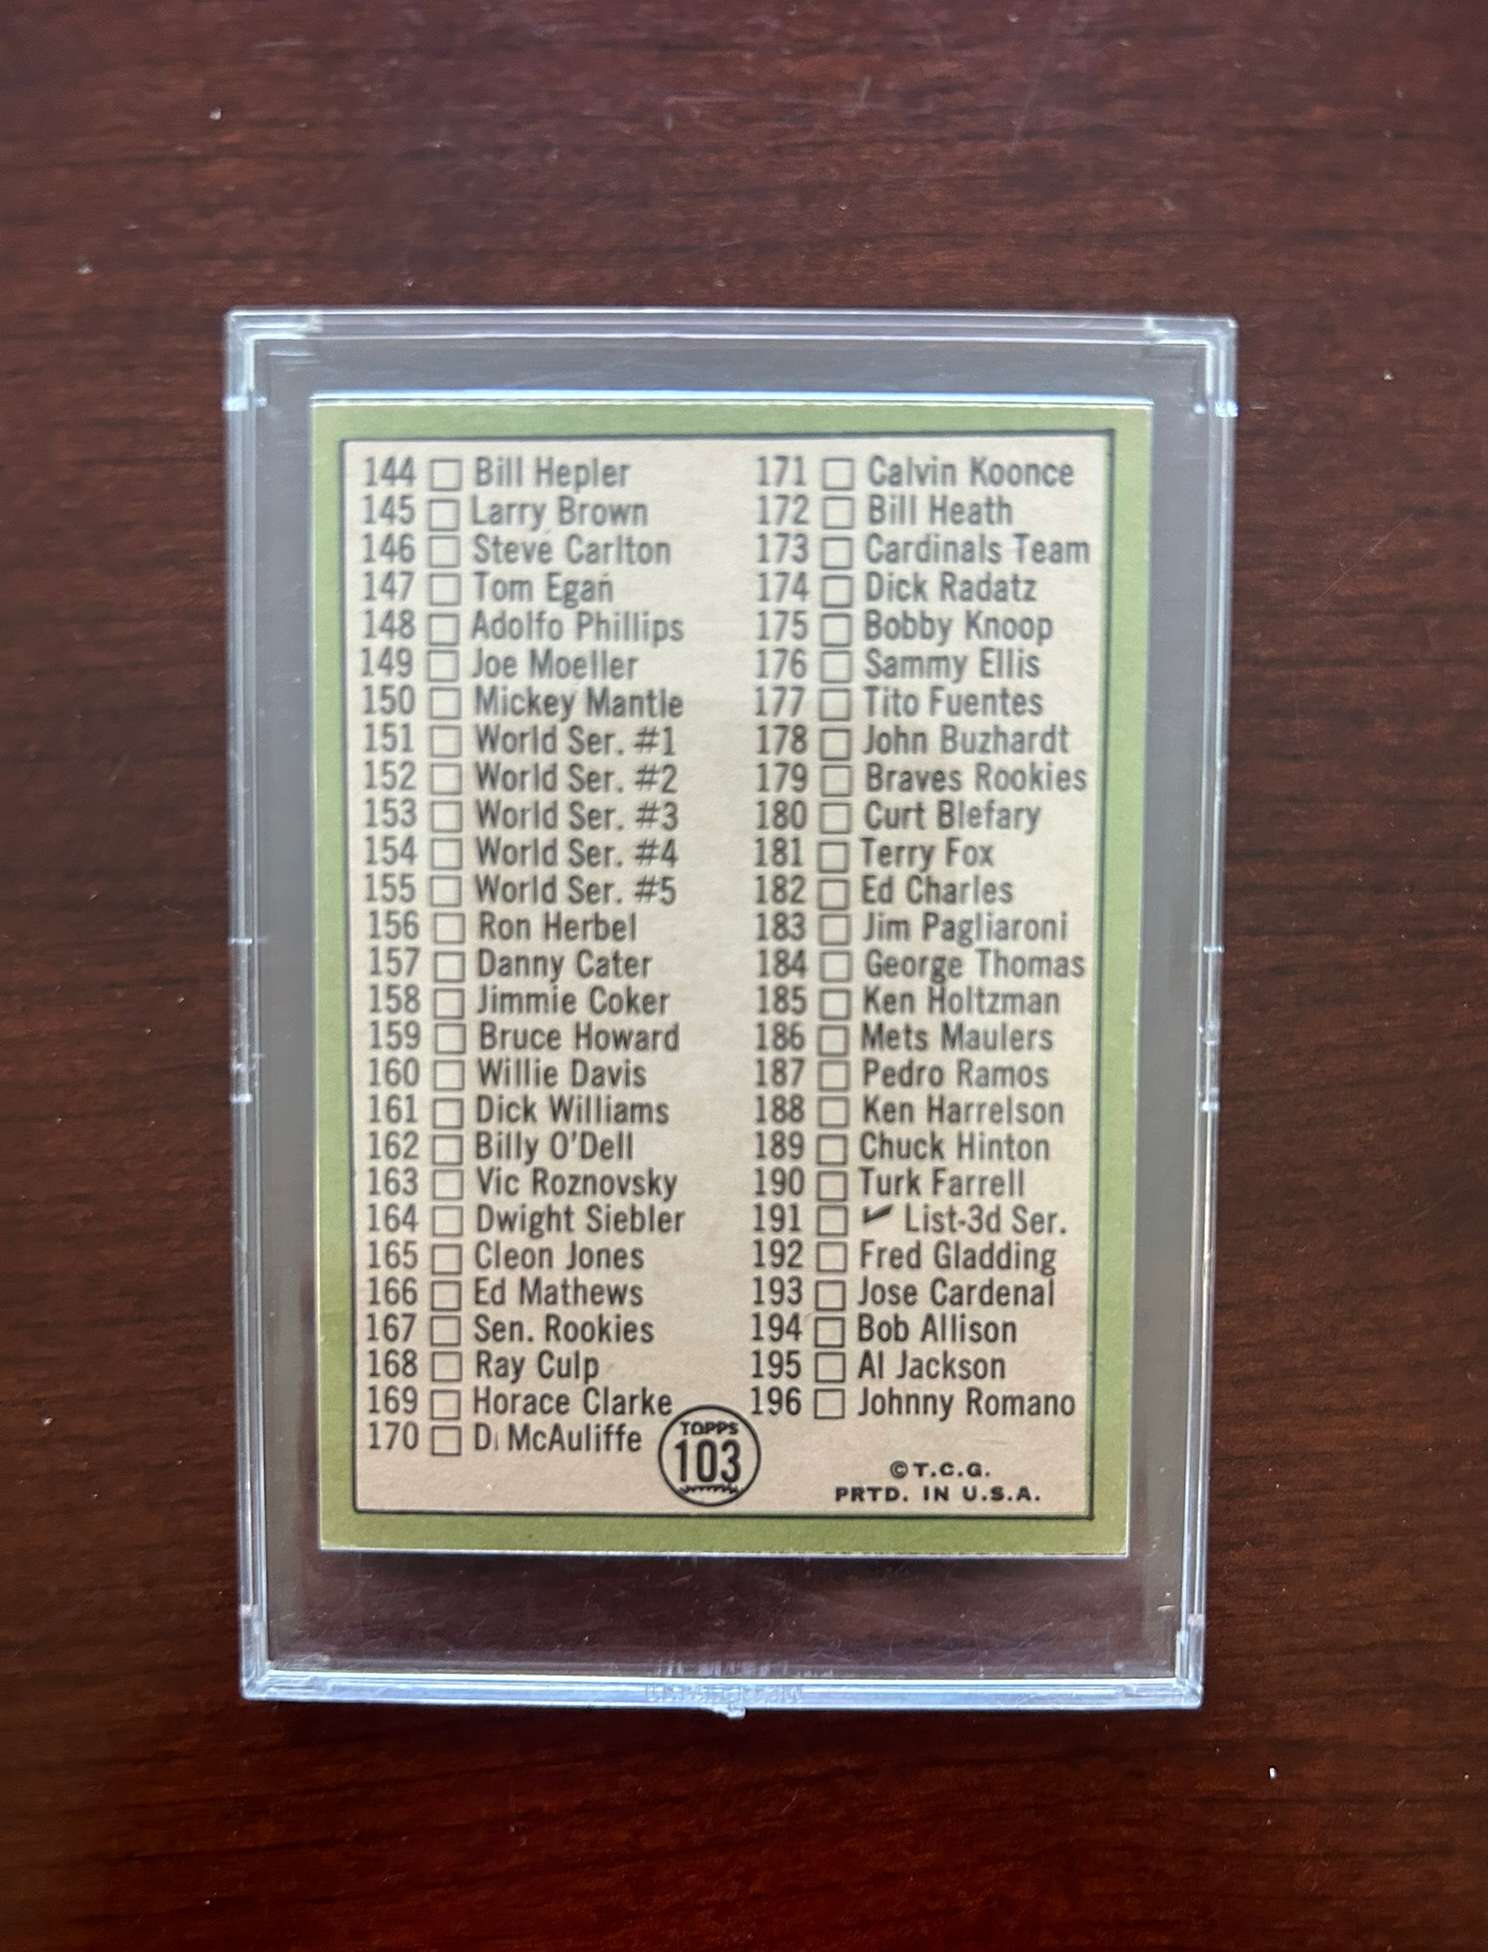 144 Bill Hepler
145 Larry Brown
146 Steve Carlton
147 Tom Egan
148 Adolfo Phillips
149 Joe Moeller
150 Mickey Mantle
151 World Ser. #1
152 World Ser. #2
153 World Ser. #3
154 World Ser. #4
155 World Ser. #5
156 Ron Herbel
157 Danny Cater
158 Jimmie Coker
159 Bruce Howard
160 Willie Davis
161 Dick Williams
162 Billy O'Dell
163 Vic Roznovsky
164 Dwight Siebler
165 Cleon Jones
166 Ed Mathews
167 Sen. Rookies
168 Ray Culp
169 Horace Clarke
170 D. McAuliffe
171 Calvin Koonce
172 Bill Heath
173 Cardinals Team
174 Dick Radatz
175 Bobby Knoop
176 Sammy Ellis
177 Tito Fuentes
178 John Buzhardt
179 Braves Rookies
180 Curt Blefary
181 Terry Fox
182 Ed Charles
183 Jim Pagliaroni
184 George Thomas
185 Ken Holtzman
186 Mets Maulers
187 Pedro Ramos
188 Ken Harrelson
189 Chuck Hinton
190 Turk Farrell
191 ✔ List-3d Ser.
192 Fred Gladding
193 Jose Cardenal
194 Bob Allison
195 Al Jackson
196 Johnny Romano
TOPPS
103
©T.C.G.
PRTD. IN U.S.A.